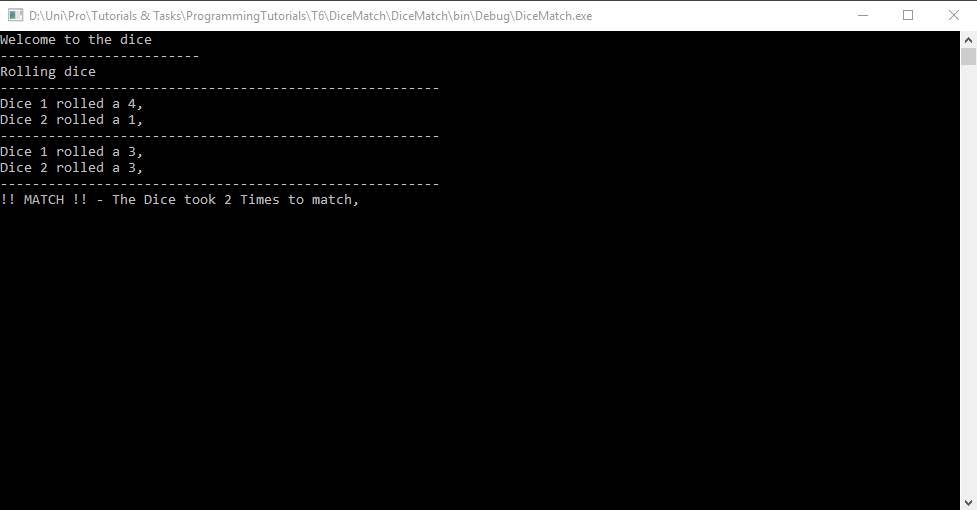 D:\Uni\Pro\Tutorials & Tasks\ProgrammingTutorials\T6\DiceMatch\DiceMatch\bin\Debug\DiceMatch.exe
Welcome to the dice
-------------------------
Rolling dice
-------------------------------------------------------
Dice 1 rolled a 4,
Dice 2 rolled a 1,
-------------------------------------------------------
Dice 1 rolled a 3,
Dice 2 rolled a 3,
-------------------------------------------------------
!! MATCH !! - The Dice took 2 Times to match,